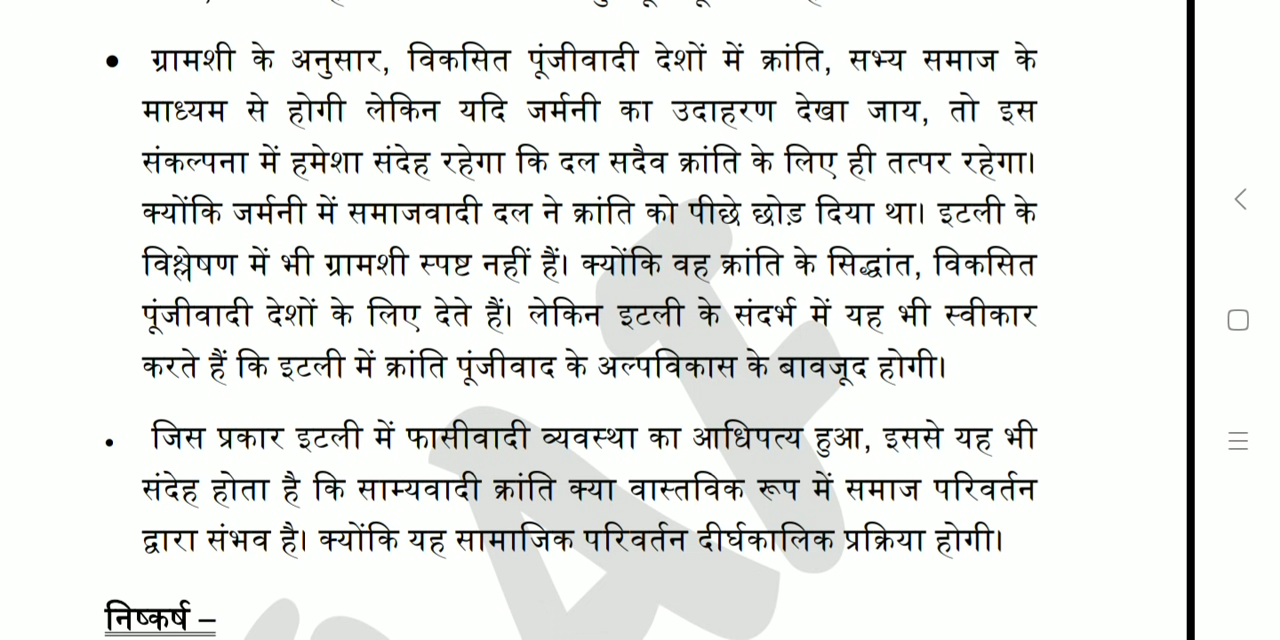 • ग्रामशी के अनुसार, विकसित पूंजीवादी देशों में क्रांति, सभ्य समाज के
माध्यम से होगी लेकिन यदि जर्मनी का उदाहरण देखा जाय, तो इस
संकल्पना में हमेशा संदेह रहेगा कि दल सदैव क्रांति के लिए ही तत्पर रहेगा।
क्योंकि जर्मनी में समाजवादी दल ने क्रांति को पीछे छोड़ दिया था। इटली के
विश्लेषण में भी ग्रामशी स्पष्ट नहीं हैं। क्योंकि वह क्रांति के सिद्धांत, विकसित
पूंजीवादी देशों के लिए देते हैं। लेकिन इटली के संदर्भ में यह भी स्वीकार
करते हैं कि इटली में क्रांति पूंजीवाद के अल्पविकास के बावजूद होगी।
• जिस प्रकार इटली में फासीवादी व्यवस्था का आधिपत्य हुआ, इससे यह भी
संदेह होता है कि साम्यवादी क्रांति क्या वास्तविक रूप में समाज परिवर्तन
द्वारा संभव है। क्योंकि यह सामाजिक परिवर्तन दीर्घकालिक प्रक्रिया होगी।
निष्कर्ष –